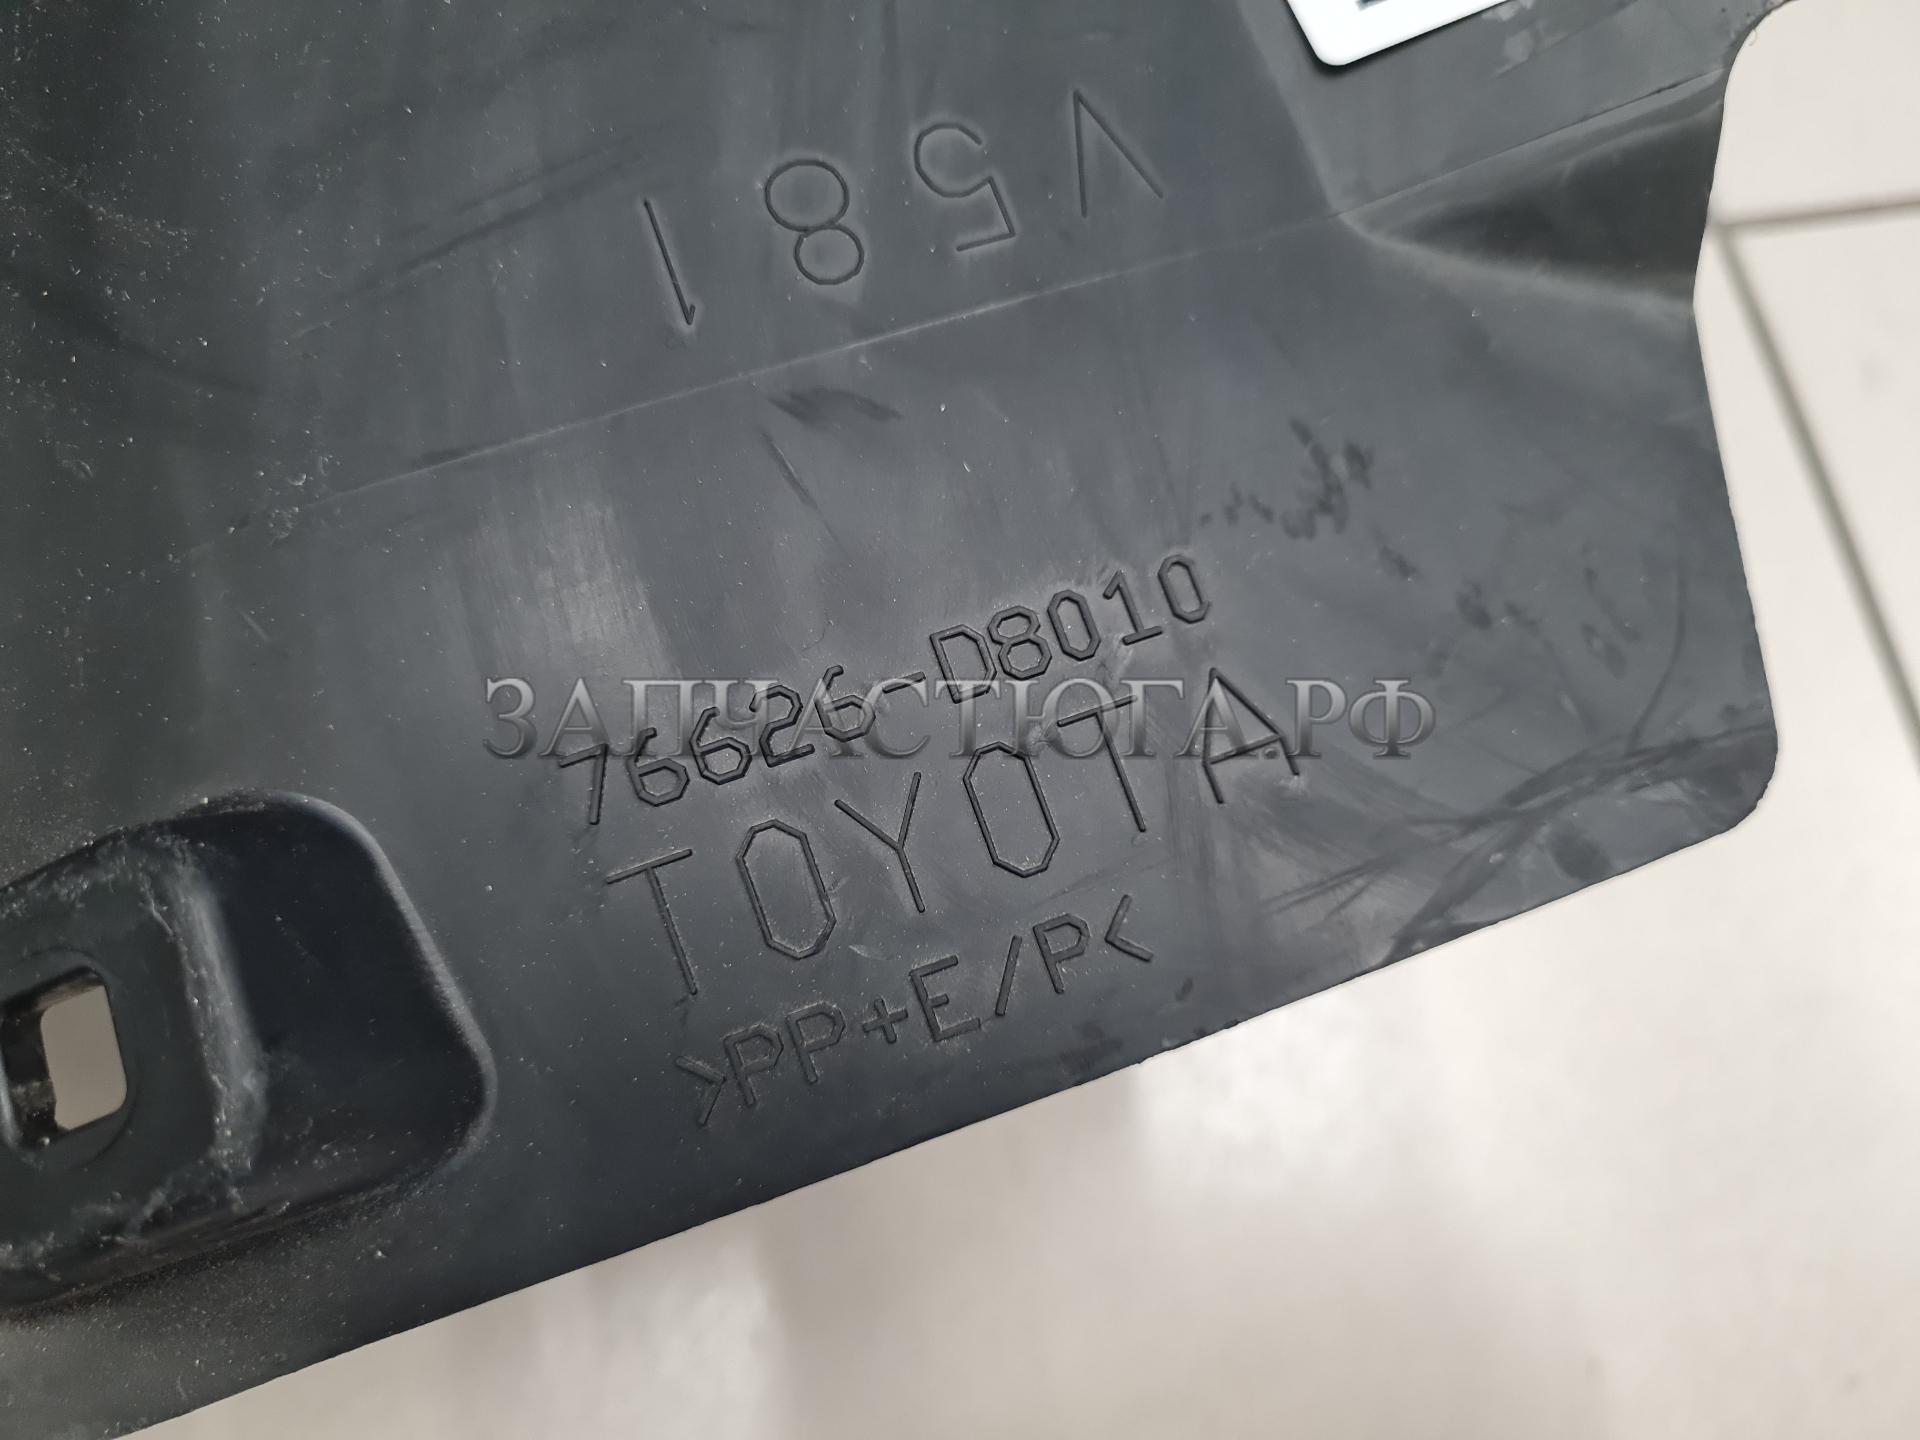 V581
76626-D8010
ЗАПЧАСТЮГА.РФ
TOYOTA
>PP+E/P<